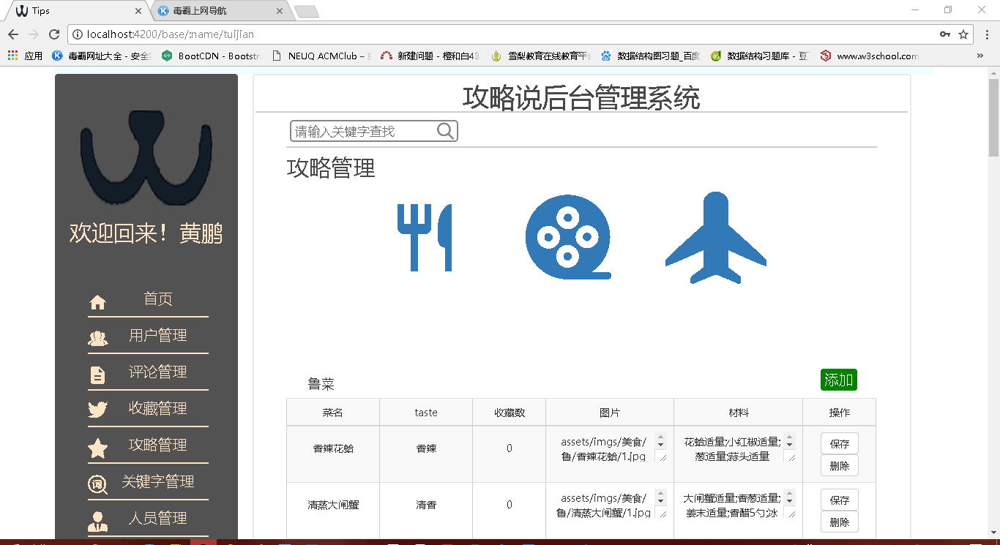 Tips
毒霸上网导航
localhost:4200/base/:name/tuijian
应用
毒霸网址大全 - 安全
BootCDN - Bootstr
NEUQ ACMClub -
新建问题 - 橙和白43
雪梨教育在线教育平
数据结构图习题_百度
数据结构习题库 - 豆
www.w3school.com
»
攻略说后台管理系统
请输入关键字查找
攻略管理
欢迎回来！黄鹏
首页
用户管理
评论管理
收藏管理
攻略管理
词
关键字管理
人员管理
鲁菜
添加
菜名 taste 收藏数 图片 材料 操作
香辣花蛤 香辣 0 assets/imgs/美食/ 花蛤适量;小红椒适量; 保存
鲁/香辣花蛤/1.jpg 葱适量;蒜头适量 删除
清蒸大闸蟹 清香 0 assets/imgs/美食/ 大闸蟹适量;香葱适量; 保存
鲁/清蒸大闸蟹/1.jpg 姜末适量;香醋5勺;冰 删除